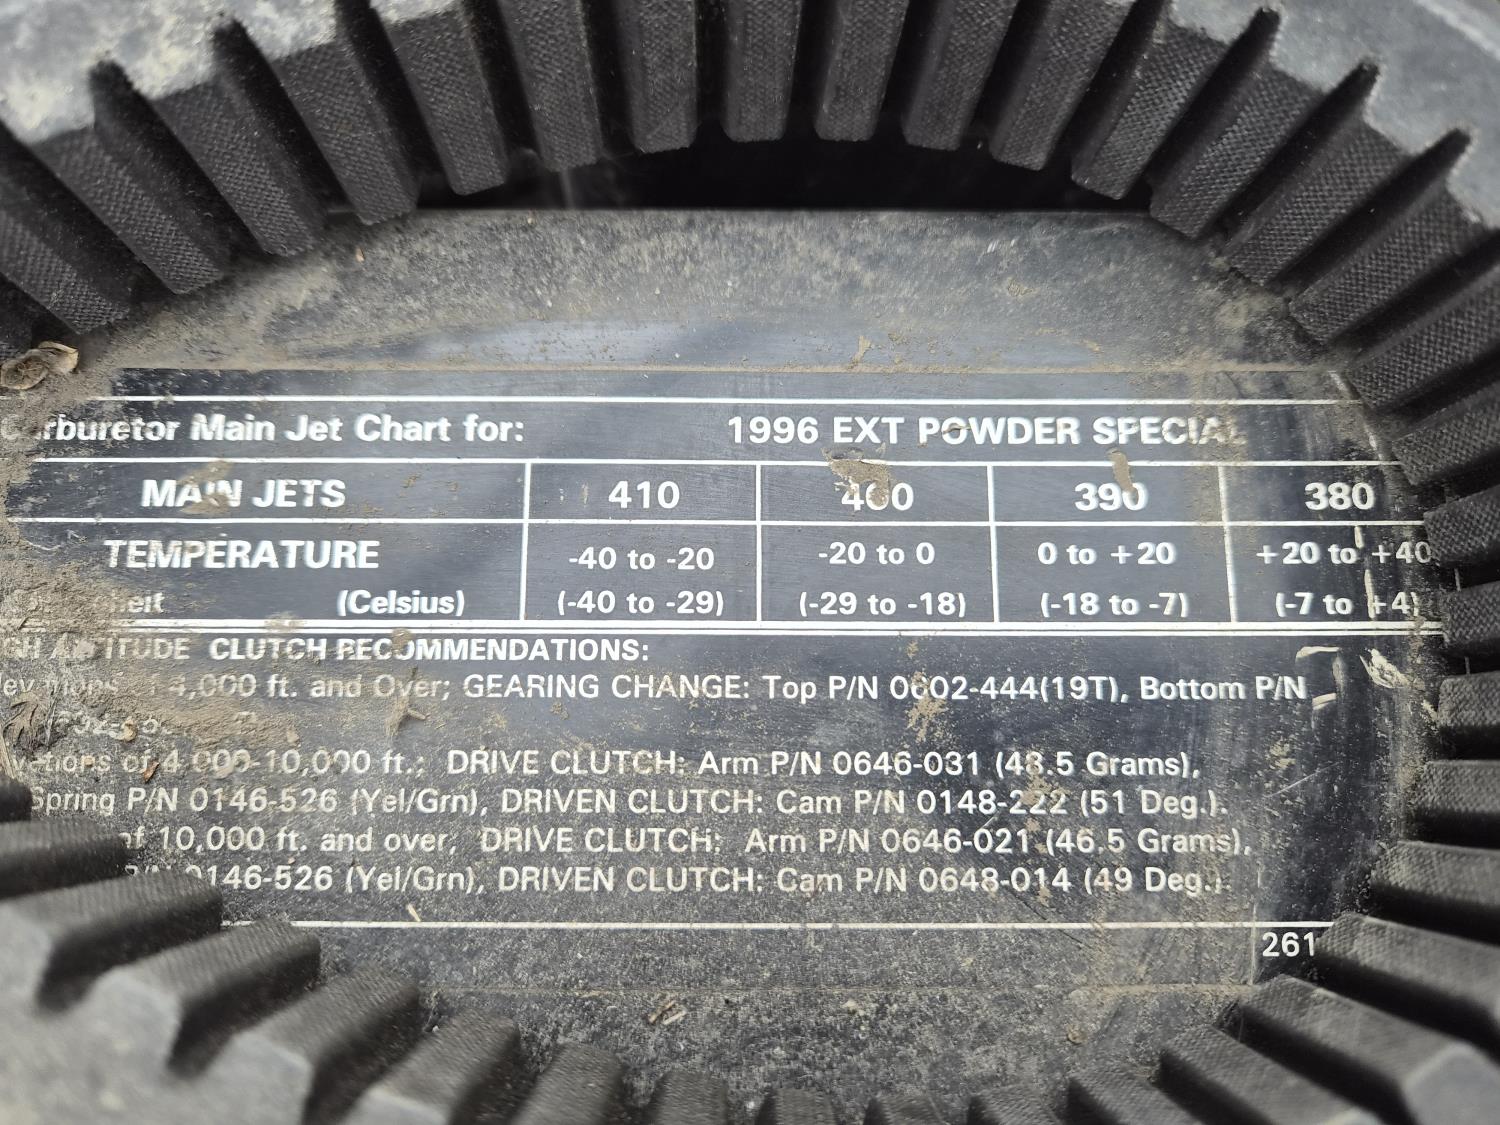 Carburetor Main Jet Chart for: 1996 EXT POWDER SPECIAL
MAIN JETS 410 400 390 380
TEMPERATURE -40 to -20 -20 to 0 0 to +20 +20 to +40
(Celsius) (-40 to -29) (-29 to -18) (-18 to -7) (-7 to +4)
ALTITUDE CLUTCH RECOMMENDATIONS:
4,000 ft. and Over; GEARING CHANGE: Top P/N 0602-444(19T), Bottom P/N
of 4,000-10,000 ft.; DRIVE CLUTCH: Arm P/N 0646-031 (48.5 Grams),
Spring P/N 0146-526 (Yel/Grn), DRIVEN CLUTCH: Cam P/N 0148-222 (51 Deg.).
of 10,000 ft. and over, DRIVE CLUTCH: Arm P/N 0646-021 (46.5 Grams),
P/N 0146-526 (Yel/Grn), DRIVEN CLUTCH: Cam P/N 0648-014 (49 Deg.).
261